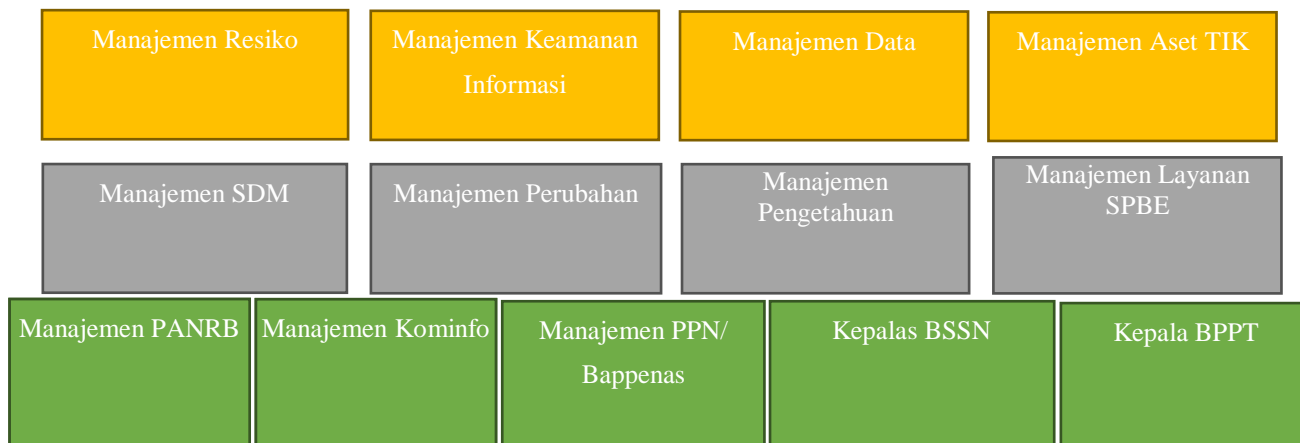 Manajemen Resiko
Manajemen Keamanan
Informasi
Manajemen Data
Manajemen Aset TIK
Manajemen SDM
Manajemen Perubahan
Manajemen
Pengetahuan
Manajemen Layanan
SPBE
Manajemen PANRB
Manajemen Kominfo
Manajemen PPN/
Bappenas
Kepalas BSSN
Kepala BPPT